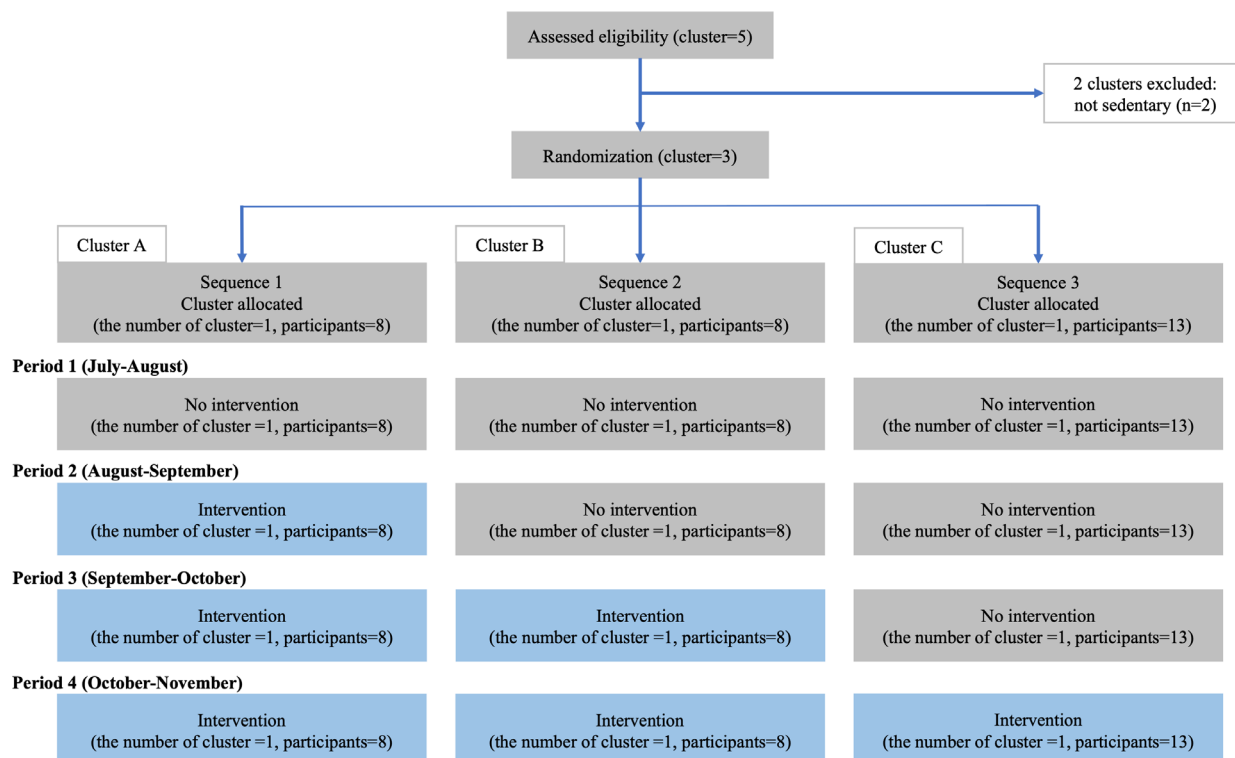 Assessed eligibility (cluster=5)
2 clusters excluded:
not sedentary (n=2)
Randomization (cluster=3)
Cluster A
Cluster B
Cluster C
Sequence 1
Cluster allocated
(the number of cluster=1, participants=8)
Sequence 2
Cluster allocated
(the number of cluster=1, participants=8)
Sequence 3
Cluster allocated
(the number of cluster=1, participants=13)
Period 1 (July-August)
No intervention
(the number of cluster =1, participants=8)
No intervention
(the number of cluster =1, participants=8)
No intervention
(the number of cluster =1, participants=13)
Period 2 (August-September)
Intervention
(the number of cluster =1, participants=8)
No intervention
(the number of cluster =1, participants=8)
No intervention
(the number of cluster =1, participants=13)
Period 3 (September-October)
Intervention
(the number of cluster =1, participants=8)
Intervention
(the number of cluster =1, participants=8)
No intervention
(the number of cluster =1, participants=13)
Period 4 (October-November)
Intervention
(the number of cluster =1, participants=8)
Intervention
(the number of cluster =1, participants=8)
Intervention
(the number of cluster =1, participants=13)